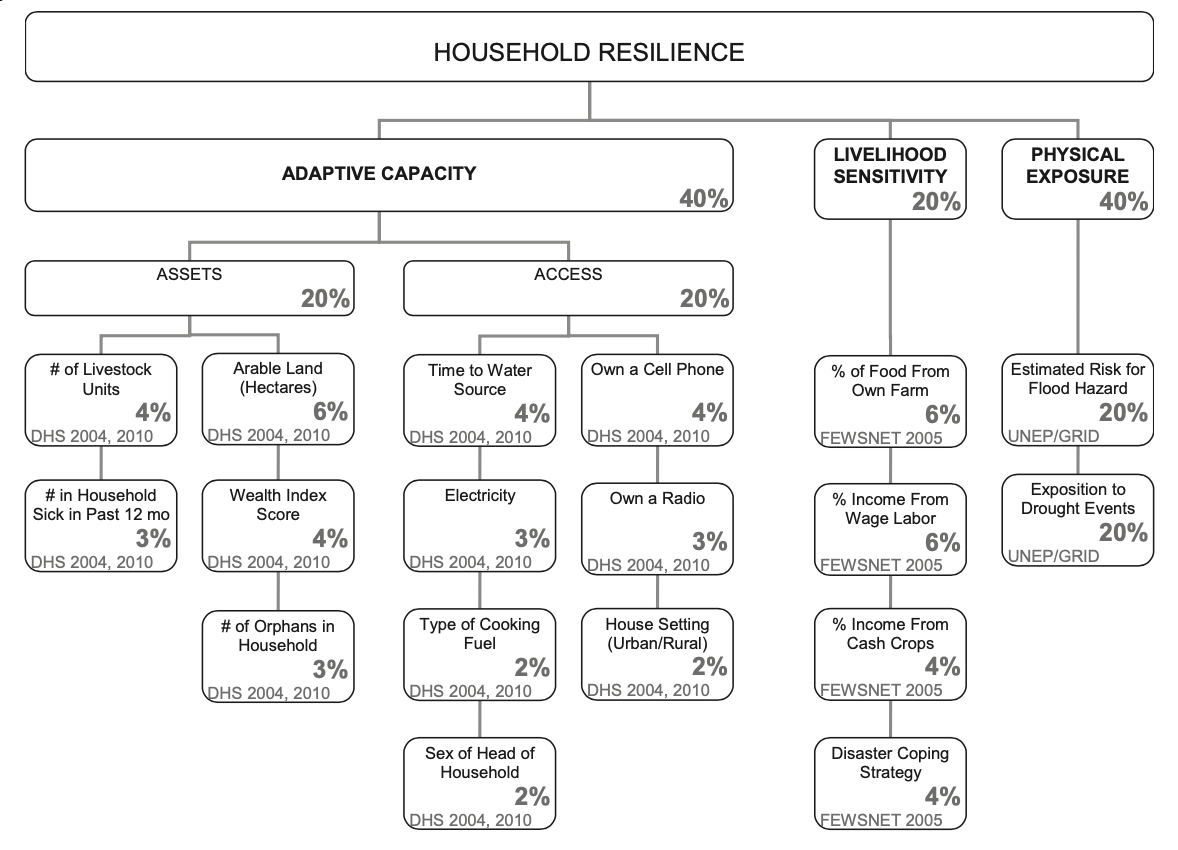 HOUSEHOLD RESILIENCE
ADAPTIVE CAPACITY
40%
LIVELIHOOD
SENSITIVITY
20%
PHYSICAL
EXPOSURE
40%
ASSETS
20%
ACCESS
20%
# of Livestock
Units
4%
DHS 2004, 2010
Arable Land
(Hectares)
6%
DHS 2004, 2010
Time to Water
Source
4%
DHS 2004, 2010
Own a Cell Phone
4%
DHS 2004, 2010
% of Food From
Own Farm
6%
FEWSNET 2005
Estimated Risk for
Flood Hazard
20%
UNEP/GRID
# in Household
Sick in Past 12 mo
3%
DHS 2004, 2010
Wealth Index
Score
4%
DHS 2004, 2010
Electricity
3%
DHS 2004, 2010
Own a Radio
3%
DHS 2004, 2010
% Income From
Wage Labor
6%
FEWSNET 2005
Exposition to
Drought Events
20%
UNEP/GRID
# of Orphans in
Household
3%
DHS 2004, 2010
Type of Cooking
Fuel
2%
DHS 2004, 2010
House Setting
(Urban/Rural)
2%
DHS 2004, 2010
% Income From
Cash Crops
4%
FEWSNET 2005
Sex of Head of
Household
2%
DHS 2004, 2010
Disaster Coping
Strategy
4%
FEWSNET 2005